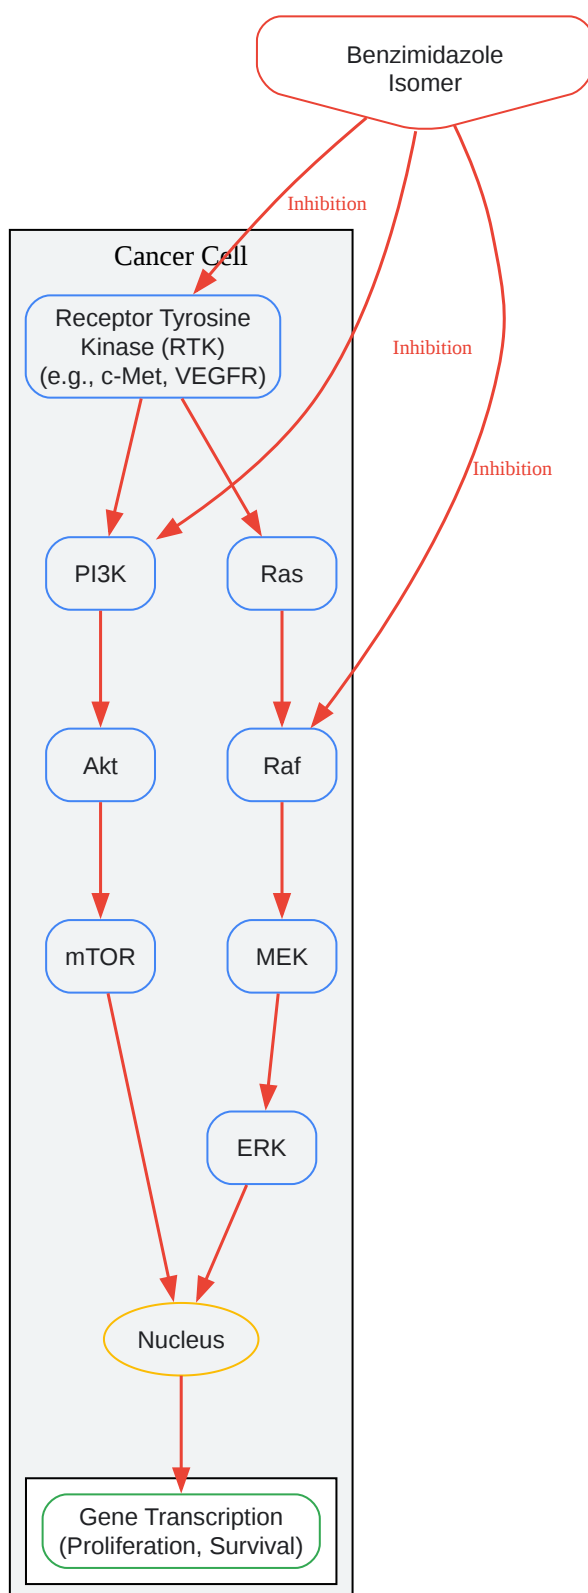 Benzimidazole
Isomer
Inhibition
Cancer Cell
Receptor Tyrosine
Kinase (RTK)
(e.g., c-Met, VEGFR)
Inhibition
Inhibition
PI3K
Ras
Akt
Raf
mTOR
MEK
ERK
Nucleus
Gene Transcription
(Proliferation, Survival)